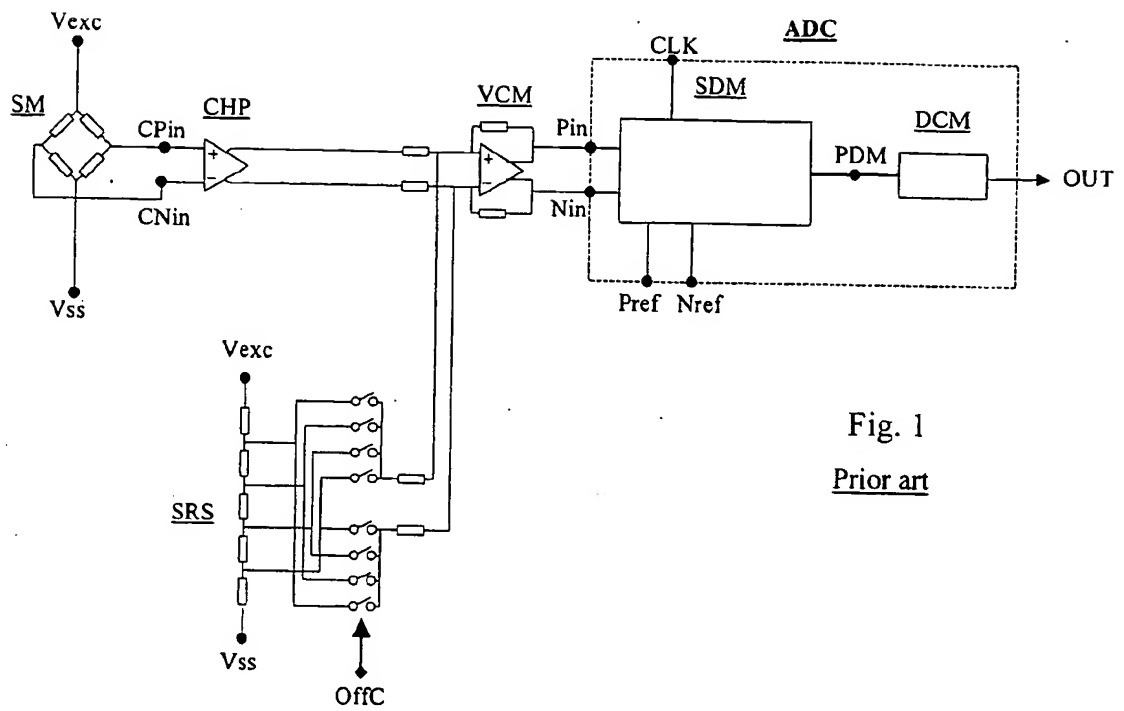 Vexc
ADC
CLK
SM
CHP
VCM
SDM
DCM
CPin
Pin
PDM
OUT
CNin
Nin
Vss
Pref
Nref
Vexc
Fig. 1
Prior art
SRS
Vss
OffC
+
-
+
-